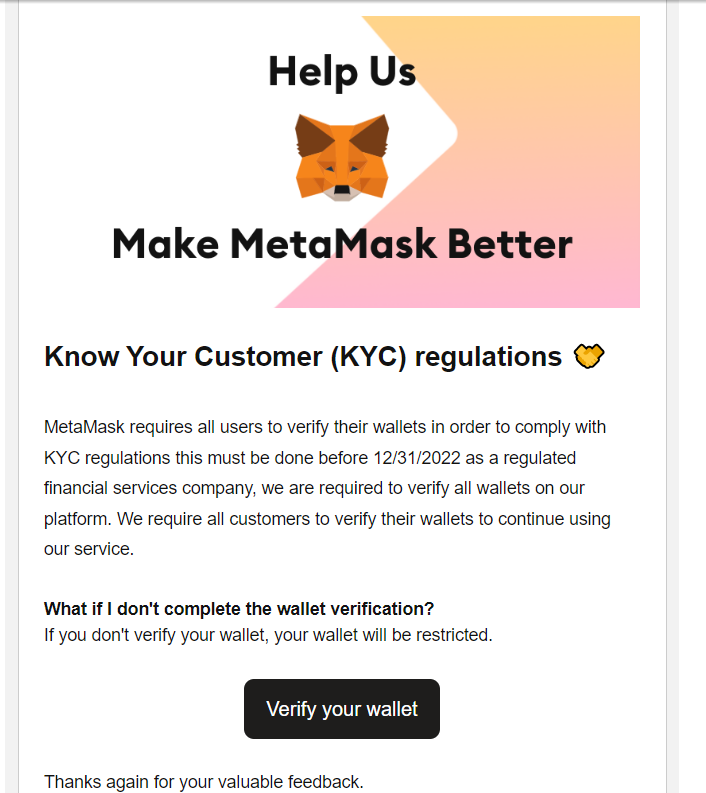 Help Us
Make MetaMask Better
Know Your Customer (KYC) regulations
MetaMask requires all users to verify their wallets in order to comply with
KYC regulations this must be done before 12/31/2022 as a regulated
financial services company, we are required to verify all wallets on our
platform. We require all customers to verify their wallets to continue using
our service.
What if I don't complete the wallet verification?
If you don't verify your wallet, your wallet will be restricted.
Verify your wallet
Thanks again for your valuable feedback.